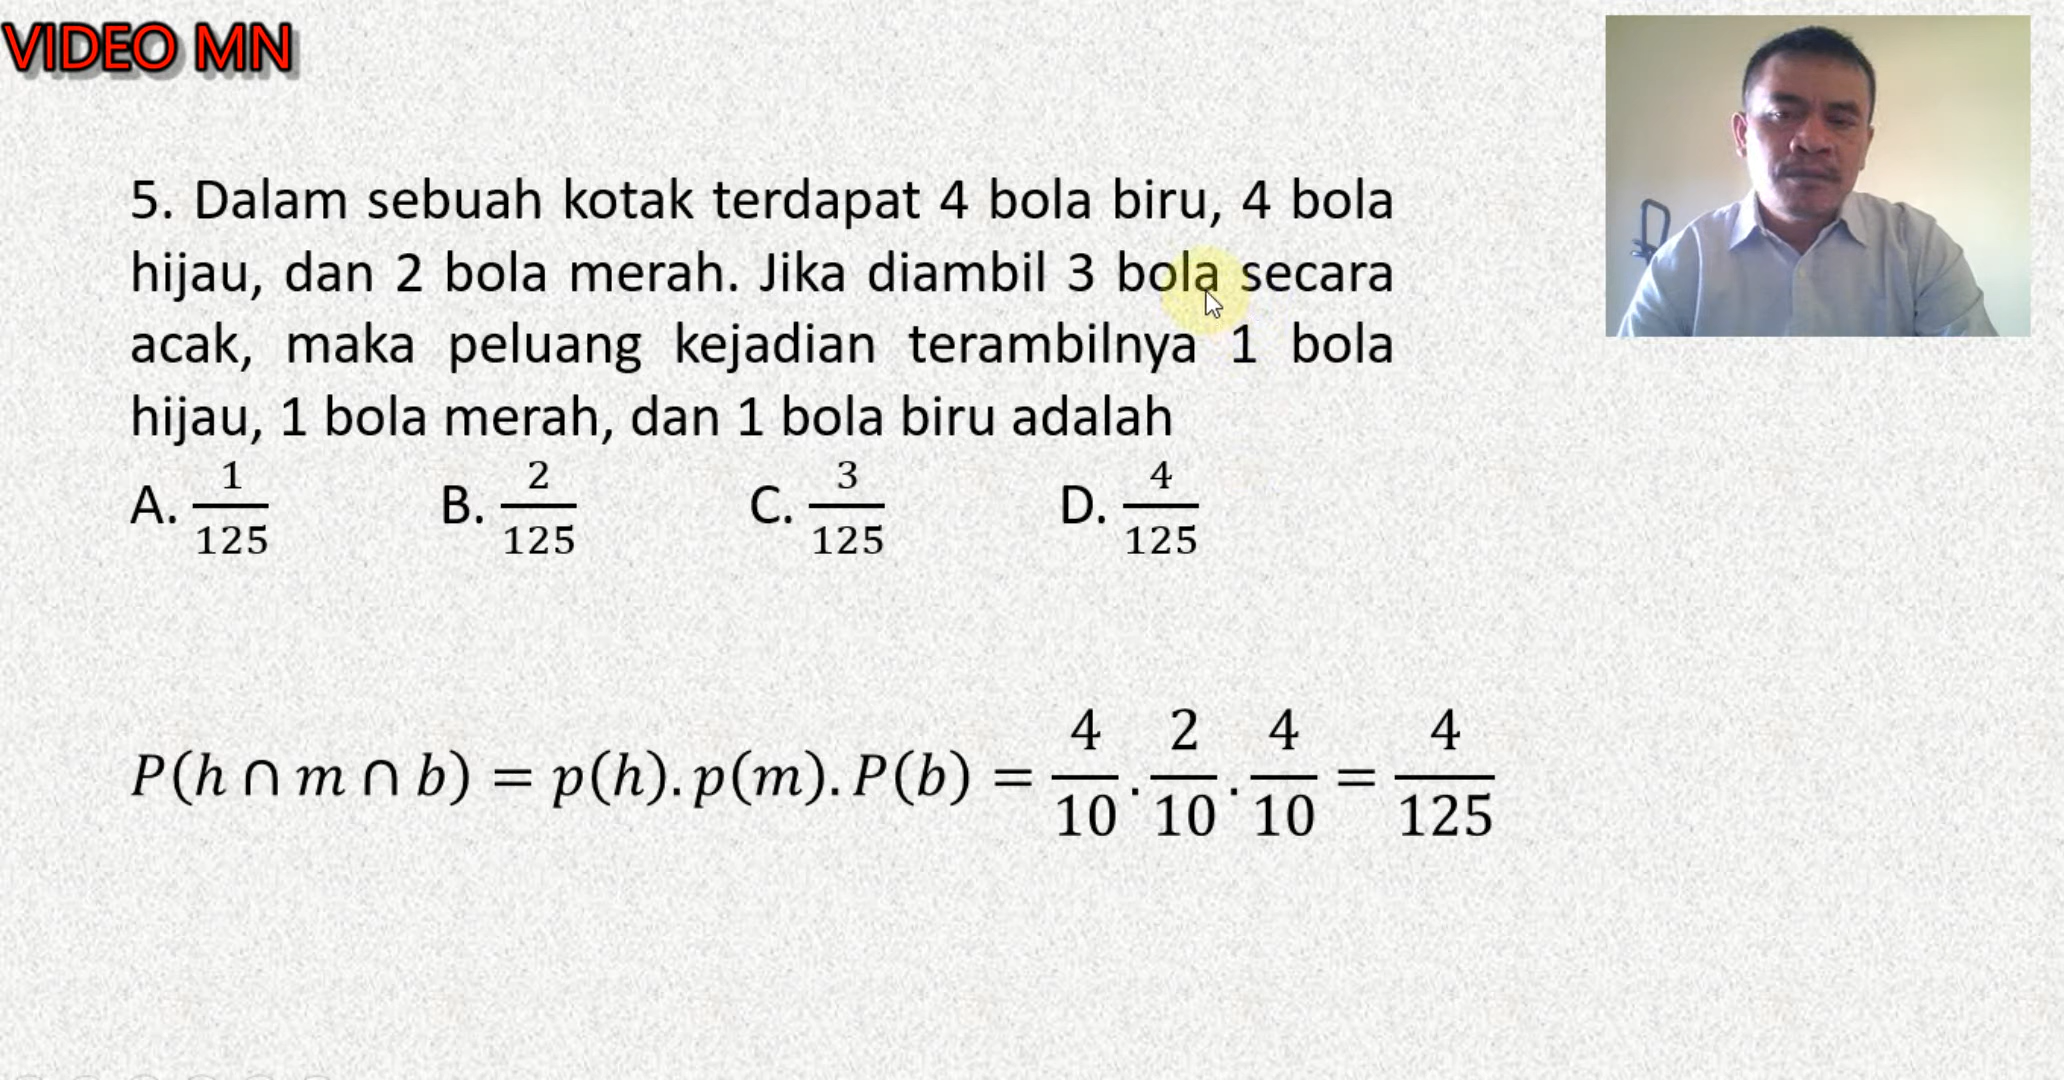 VIDEO MN
5. Dalam sebuah kotak terdapat 4 bola biru, 4 bola
hijau, dan 2 bola merah. Jika diambil 3 bola secara
acak, maka peluang kejadian terambilnya 1 bola
hijau, 1 bola merah, dan 1 bola biru adalah
A. 1/125 B. 2/125 C. 3/125 D. 4/125
P(h ∩ m ∩ b) = p(h). p(m). P(b) = 4/10 . 2/10 . 4/10 = 4/125